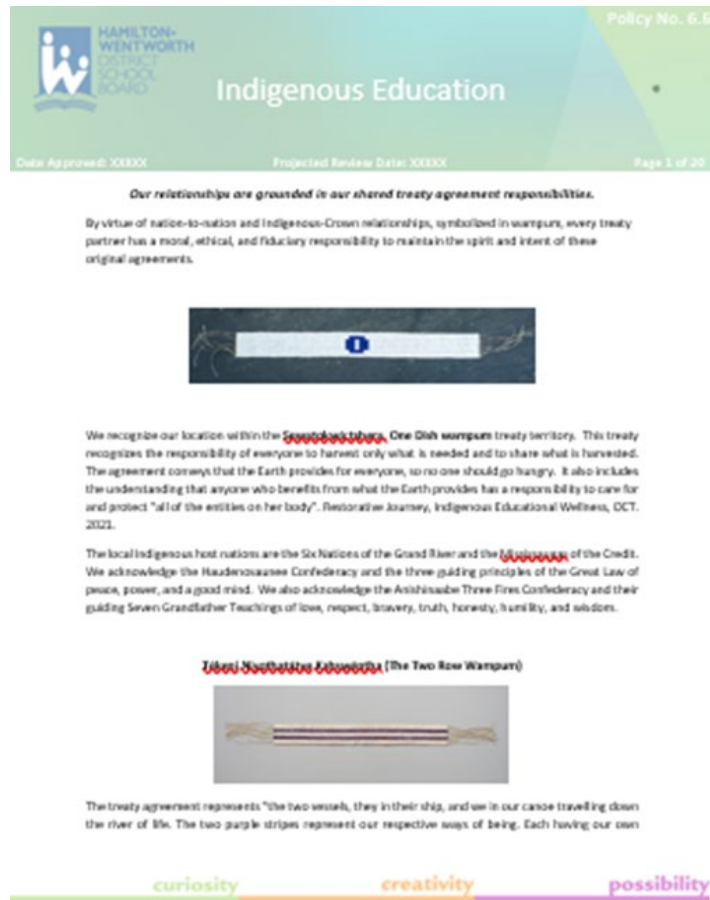 Policy No. 6.
HAMILTON-
WENTWORTH
DISTRICT
SCHOOL
BOARD
Indigenous Education
Date Approved: XXXXX Projected Review Date: XXXXX Page 1 of 20
Our relationships are grounded in our shared treaty agreement responsibilities.
By virtue of nation-to-nation and Indigenous-Crown relationships, symbolized in wampum, every treaty
partner has a moral, ethical, and fiduciary responsibility to maintain the spirit and intent of these
original agreements.
We recognize our location within the One Dish wampum treaty territory. This treaty
recognizes the responsibility of everyone to harvest only what is needed and to share what is harvested.
The agreement conveys that the Earth provides for everyone, so no one should go hungry. It also includes
the understanding that anyone who benefits from what the Earth provides has a responsibility to care for
and protect "all of the entities on her body". Restorative Journey, Indigenous Educational Wellness, OCT.
2021.
The local Indigenous host nations are the Six Nations of the Grand River and the of the Credit.
We acknowledge the Haudenosaunee Confederacy and the three guiding principles of the Great Law of
peace, power, and a good mind. We also acknowledge the Anishinaabe Three Fires Confederacy and their
guiding Seven Grandfather Teachings of love, respect, bravery, truth, honesty, humility, and wisdom.
(The Two Row Wampum)
The treaty agreement represents "the two vessels, they in their ship, and we in our canoe travelling down
the river of life. The two purple stripes represent our respective ways of being. Each having our own
curiosity creativity possibility